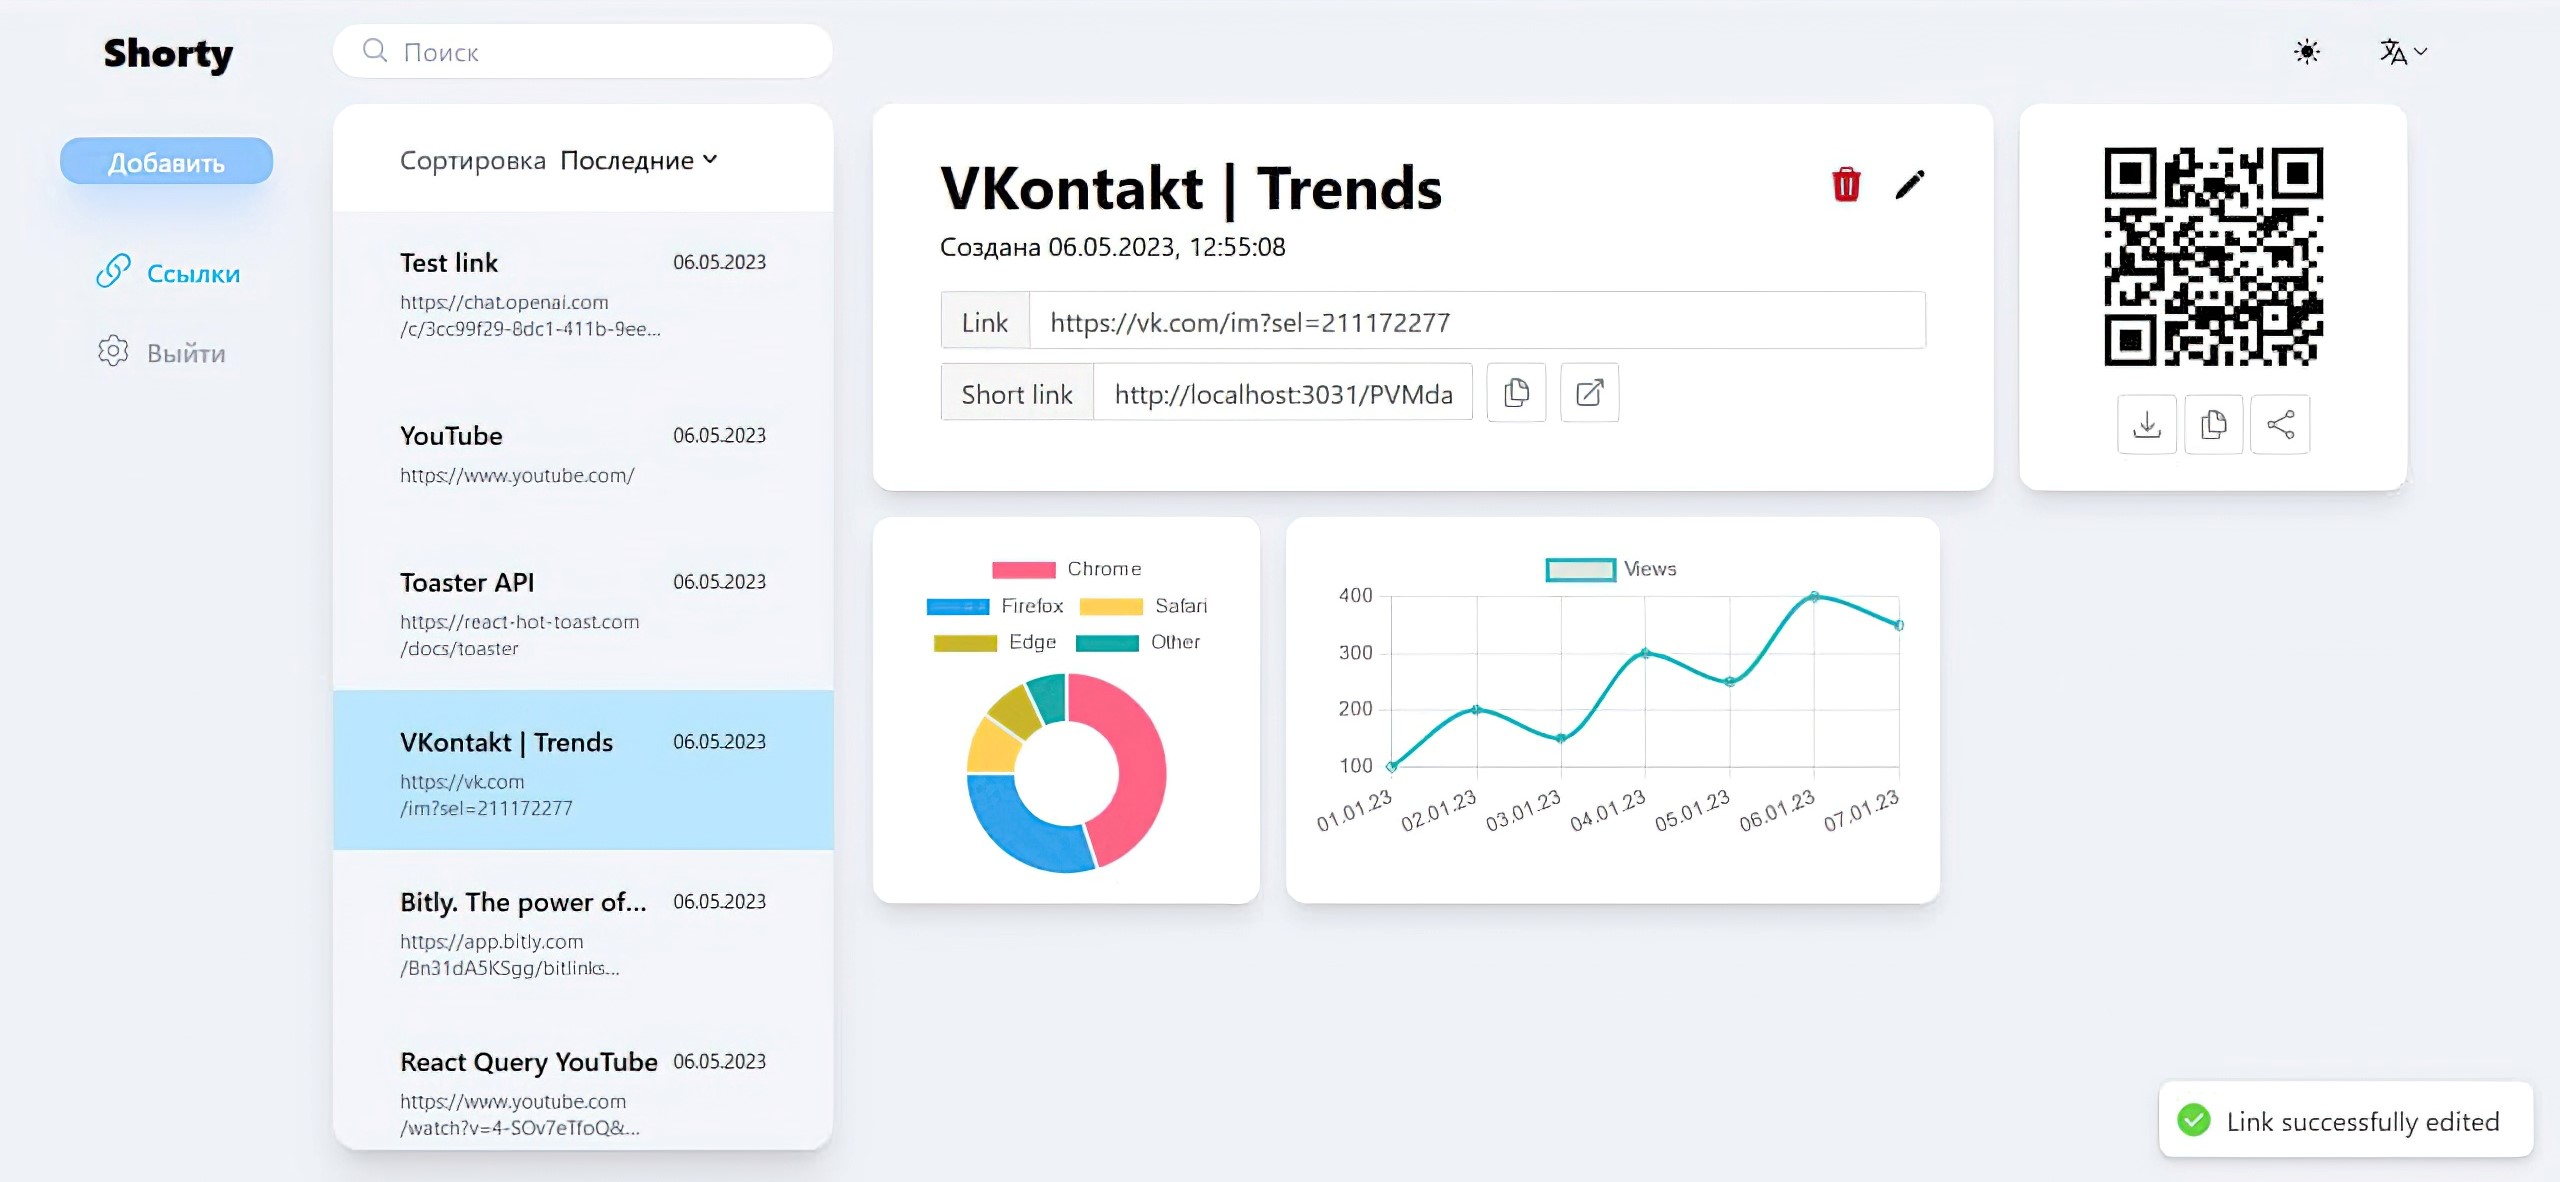 Shorty
Поиск
Добавить
Ссылки
Выйти
Сортировка Последние
Test link 06.05.2023
https://chat.openai.com
/c/3cc99f29-8dc1-411b-9ee...
YouTube 06.05.2023
https://www.youtube.com/
Toaster API 06.05.2023
https://react-hot-toast.com
/docs/toaster
VKontakt | Trends 06.05.2023
https://vk.com
/im?sel=211172277
Bitly. The power of... 06.05.2023
https://app.bitly.com
/Bn31dA5KSgg/bitlinks...
React Query YouTube 06.05.2023
https://www.youtube.com
/watch?v=4-SOv7eTfoQ&...
VKontakt | Trends
Создана 06.05.2023, 12:55:08
Link https://vk.com/im?sel=211172277
Short link http://localhost:3031/PVMda
Chrome
Firefox Safari
Edge Other
Views
400
300
200
100
01.01.23 02.01.23 03.01.23 04.01.23 05.01.23 06.01.23 07.01.23
Link successfully edited